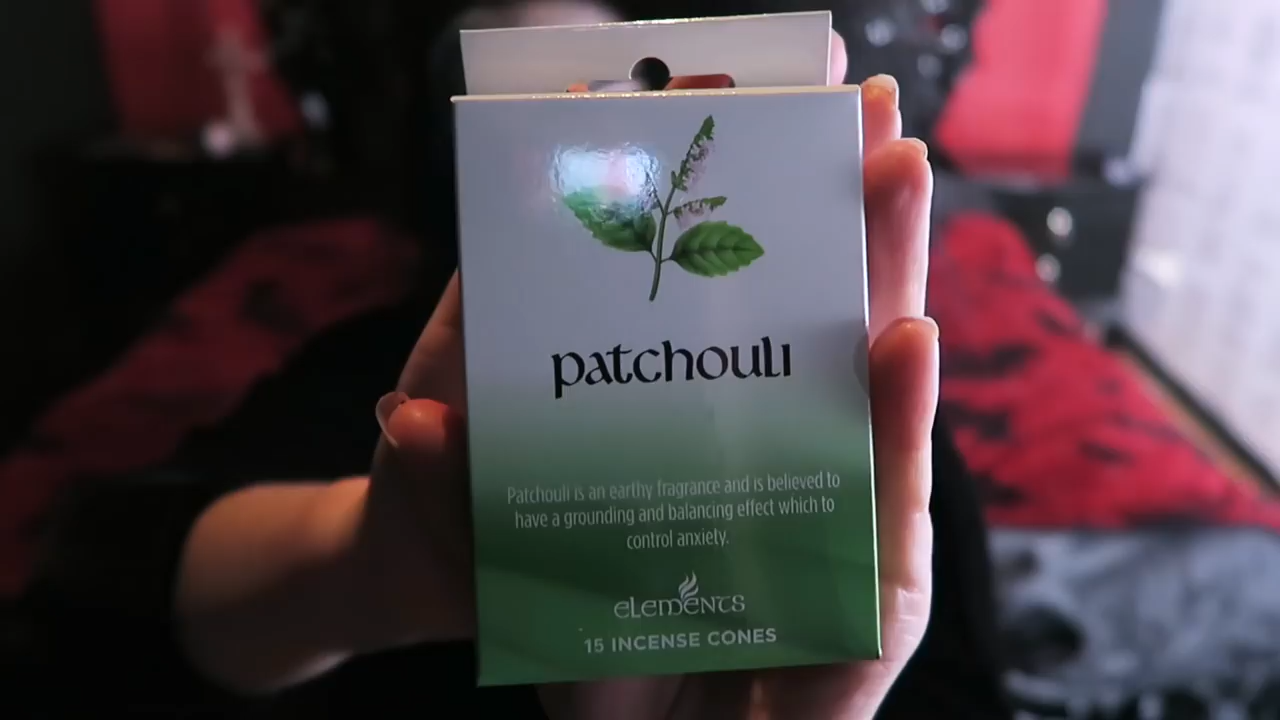 patchouli
Patchouli is an earthy fragrance and is believed to
have a grounding and balancing effect which to
control anxiety.
eLements
15 INCENSE CONES